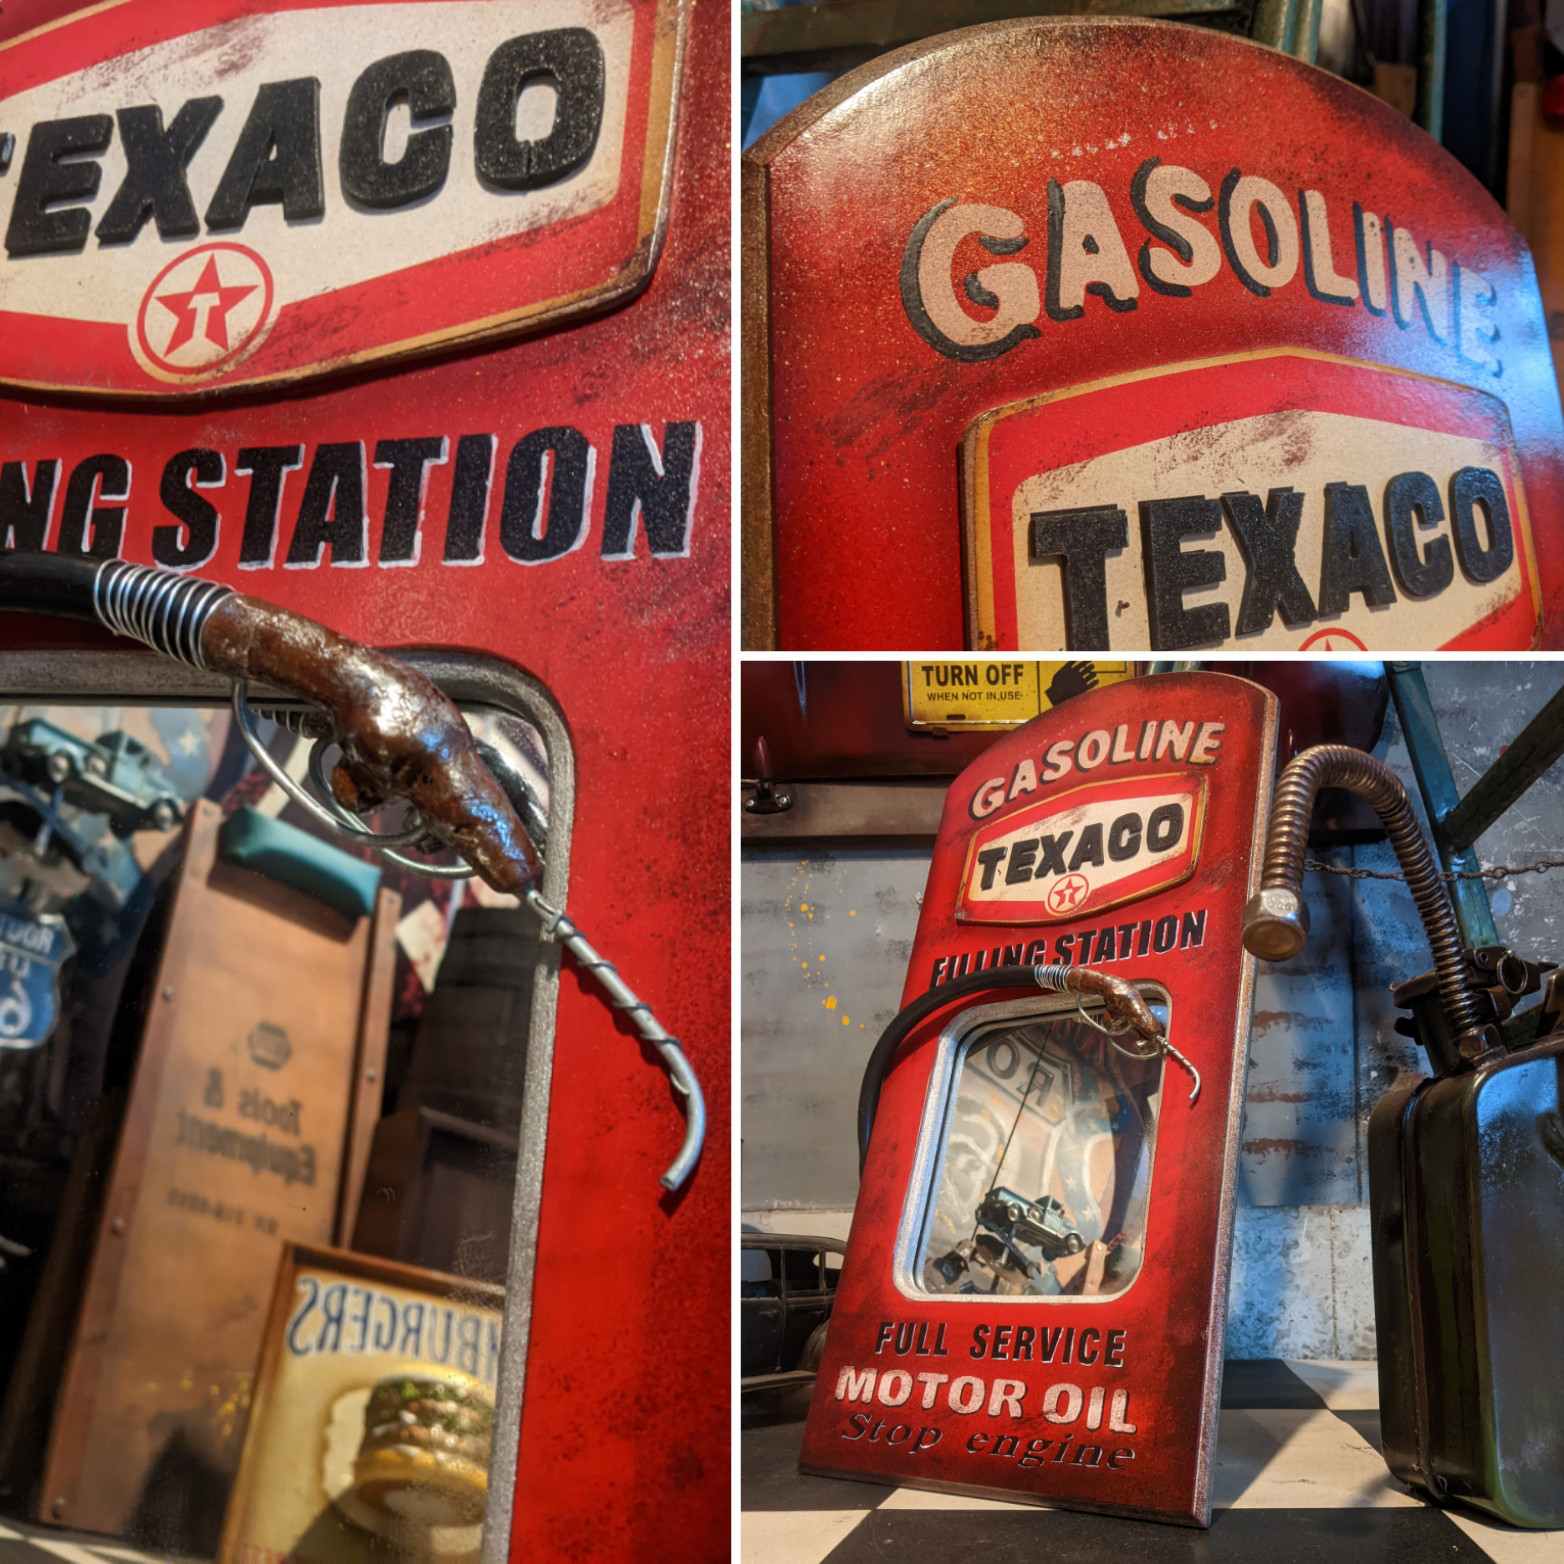 TEXACO
T
NG STATION
Tools &
Equipment
BURGERS
GASOLINE
TEXACO
TURN OFF
WHEN NOT IN USE
GASOLINE
TEXACO
T
FILLING STATION
FULL SERVICE
MOTOR OIL
Stop engine